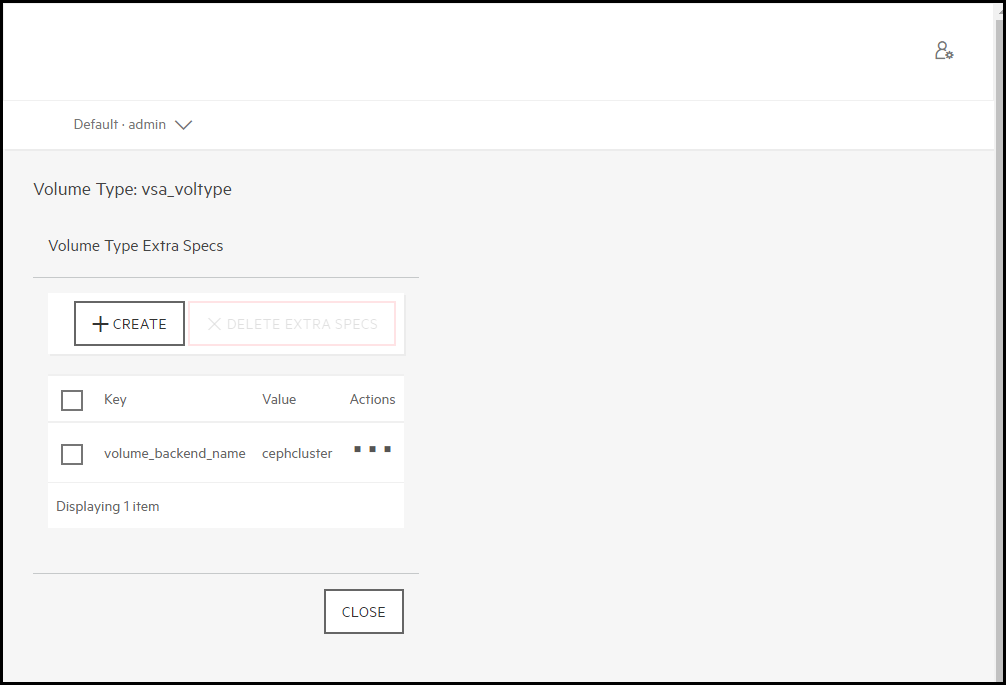 Default · admin
Volume Type: vsa_voltype
Volume Type Extra Specs
CREATE DELETE EXTRA SPECS
Key Value Actions
volume_backend_name cephcluster
Displaying 1 item
CLOSE